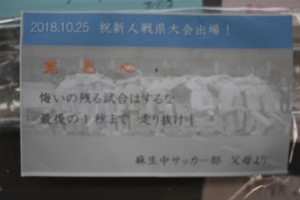 2018.10.25 祝新人戦県大会出場！
悔いの残る試合はするな
最後の1秒まで 走り抜け！
麻生中サッカー部 父母より